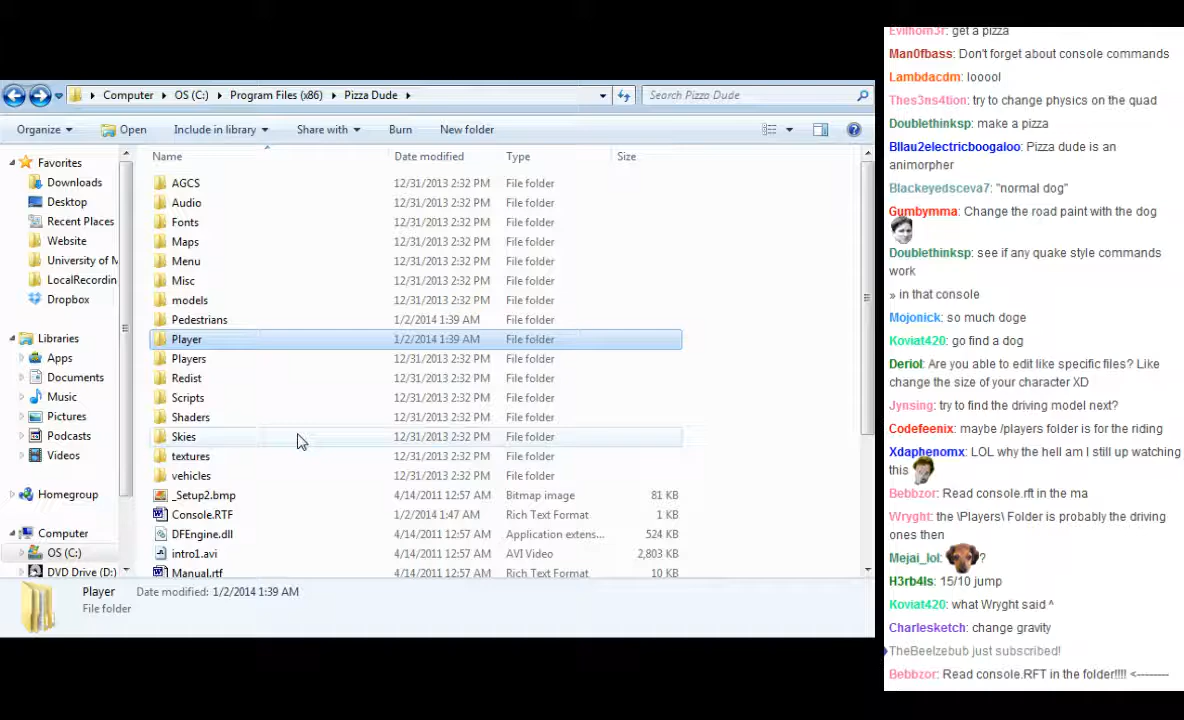 Computer ▸ OS (C:) ▸ Program Files (x86) ▸ Pizza Dude ▸
Search Pizza Dude
Organize ▾ Open Include in library ▾ Share with ▾ Burn New folder
Name Date modified Type Size
Favorites
Downloads
Desktop
Recent Places
Website
University of M
LocalRecordin
Dropbox
Libraries
Apps
Documents
Music
Pictures
Podcasts
Videos
Homegroup
Computer
OS (C:)
DVD Drive (D:)
AGCS 12/31/2013 2:32 PM File folder
Audio 12/31/2013 2:32 PM File folder
Fonts 12/31/2013 2:32 PM File folder
Maps 12/31/2013 2:32 PM File folder
Menu 12/31/2013 2:32 PM File folder
Misc 12/31/2013 2:32 PM File folder
models 12/31/2013 2:32 PM File folder
Pedestrians 1/2/2014 1:39 AM File folder
Player 1/2/2014 1:39 AM File folder
Players 12/31/2013 2:32 PM File folder
Redist 12/31/2013 2:32 PM File folder
Scripts 12/31/2013 2:32 PM File folder
Shaders 12/31/2013 2:32 PM File folder
Skies 12/31/2013 2:32 PM File folder
textures 12/31/2013 2:32 PM File folder
vehicles 12/31/2013 2:32 PM File folder
_Setup2.bmp 4/14/2011 12:57 AM Bitmap image 81 KB
Console.RTF 1/2/2014 1:47 AM Rich Text Format 1 KB
DFEngine.dll 4/14/2011 12:57 AM Application extens... 524 KB
intro1.avi 4/14/2011 12:57 AM AVI Video 2,803 KB
Manual.rtf 4/14/2011 12:57 AM Rich Text Format 10 KB
Player Date modified: 1/2/2014 1:39 AM
File folder
Evilhom3r: get a pizza
Man0fbass: Don't forget about console commands
Lambdacdm: looool
Thes3ns4tion: try to change physics on the quad
Doublethinksp: make a pizza
Bllau2electricboogaloo: Pizza dude is an
animorpher
Blackeyedsceva7: "normal dog"
Gumbymma: Change the road paint with the dog
Doublethinksp: see if any quake style commands
work
» in that console
Mojonick: so much doge
Koviat420: go find a dog
Deriol: Are you able to edit like specific files? Like
change the size of your character XD
Jynsing: try to find the driving model next?
Codefeenix: maybe /players folder is for the riding
Xdaphenomx: LOL why the hell am I still up watching
this
Bebbzor: Read console.rft in the ma
Wryght: the \Players\ Folder is probably the driving
ones then
Mejai_lol: ?
H3rb4ls: 15/10 jump
Koviat420: what Wryght said ^
Charlesketch: change gravity
TheBeelzebub just subscribed!
Bebbzor: Read console.RFT in the folder!!!! <--------